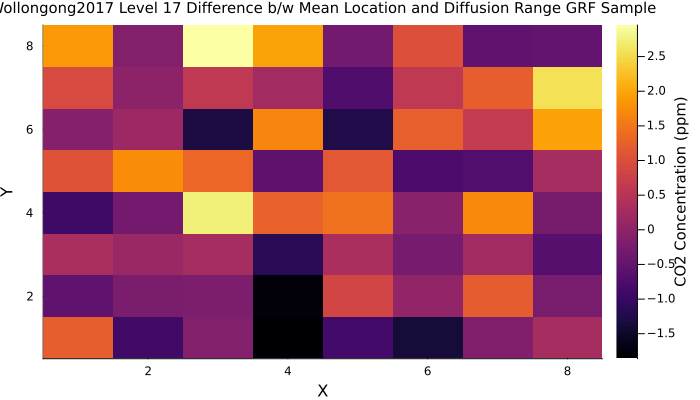 Wollongong2017 Level 17 Difference b/w Mean Location and Diffusion Range GRF Sample
8
6
4
2
Y
2 4 6 8
X
2.5
2.0
1.5
1.0
0.5
0
−0.5
−1.0
−1.5
CO2 Concentration (ppm)